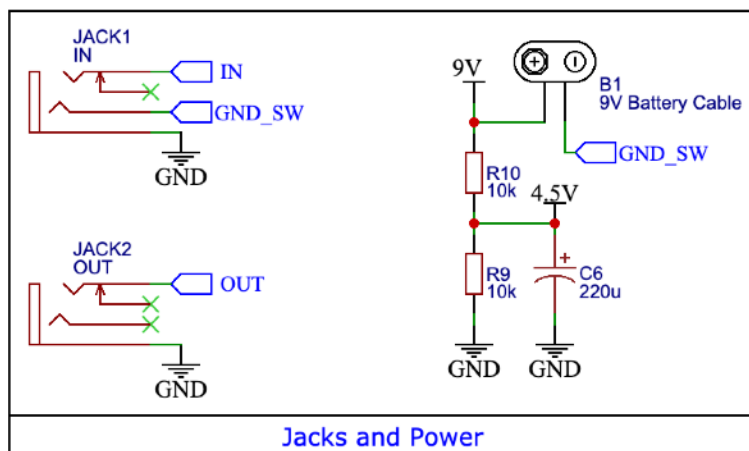 JACK1
IN
IN
GND_SW
GND
JACK2
OUT
OUT
GND
9V
B1
9V Battery Cable
GND_SW
R10
10k
4.5V
R9
10k
+
C6
220u
GND
GND
Jacks and Power